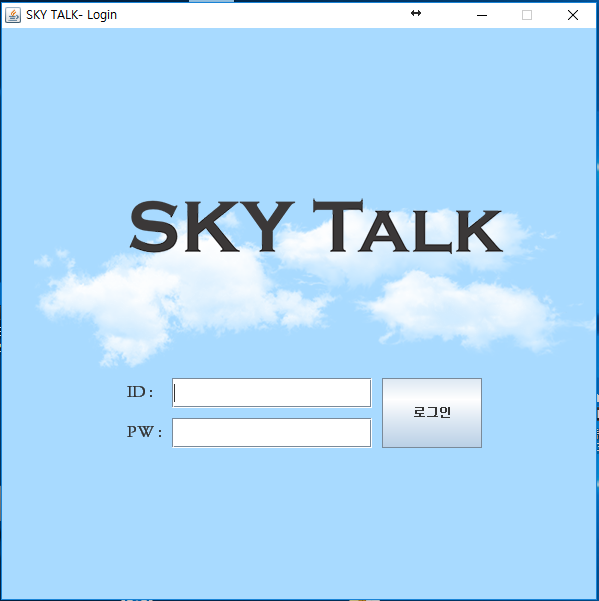 SKY TALK- Login
SKY TALK
ID :
로그인
PW :